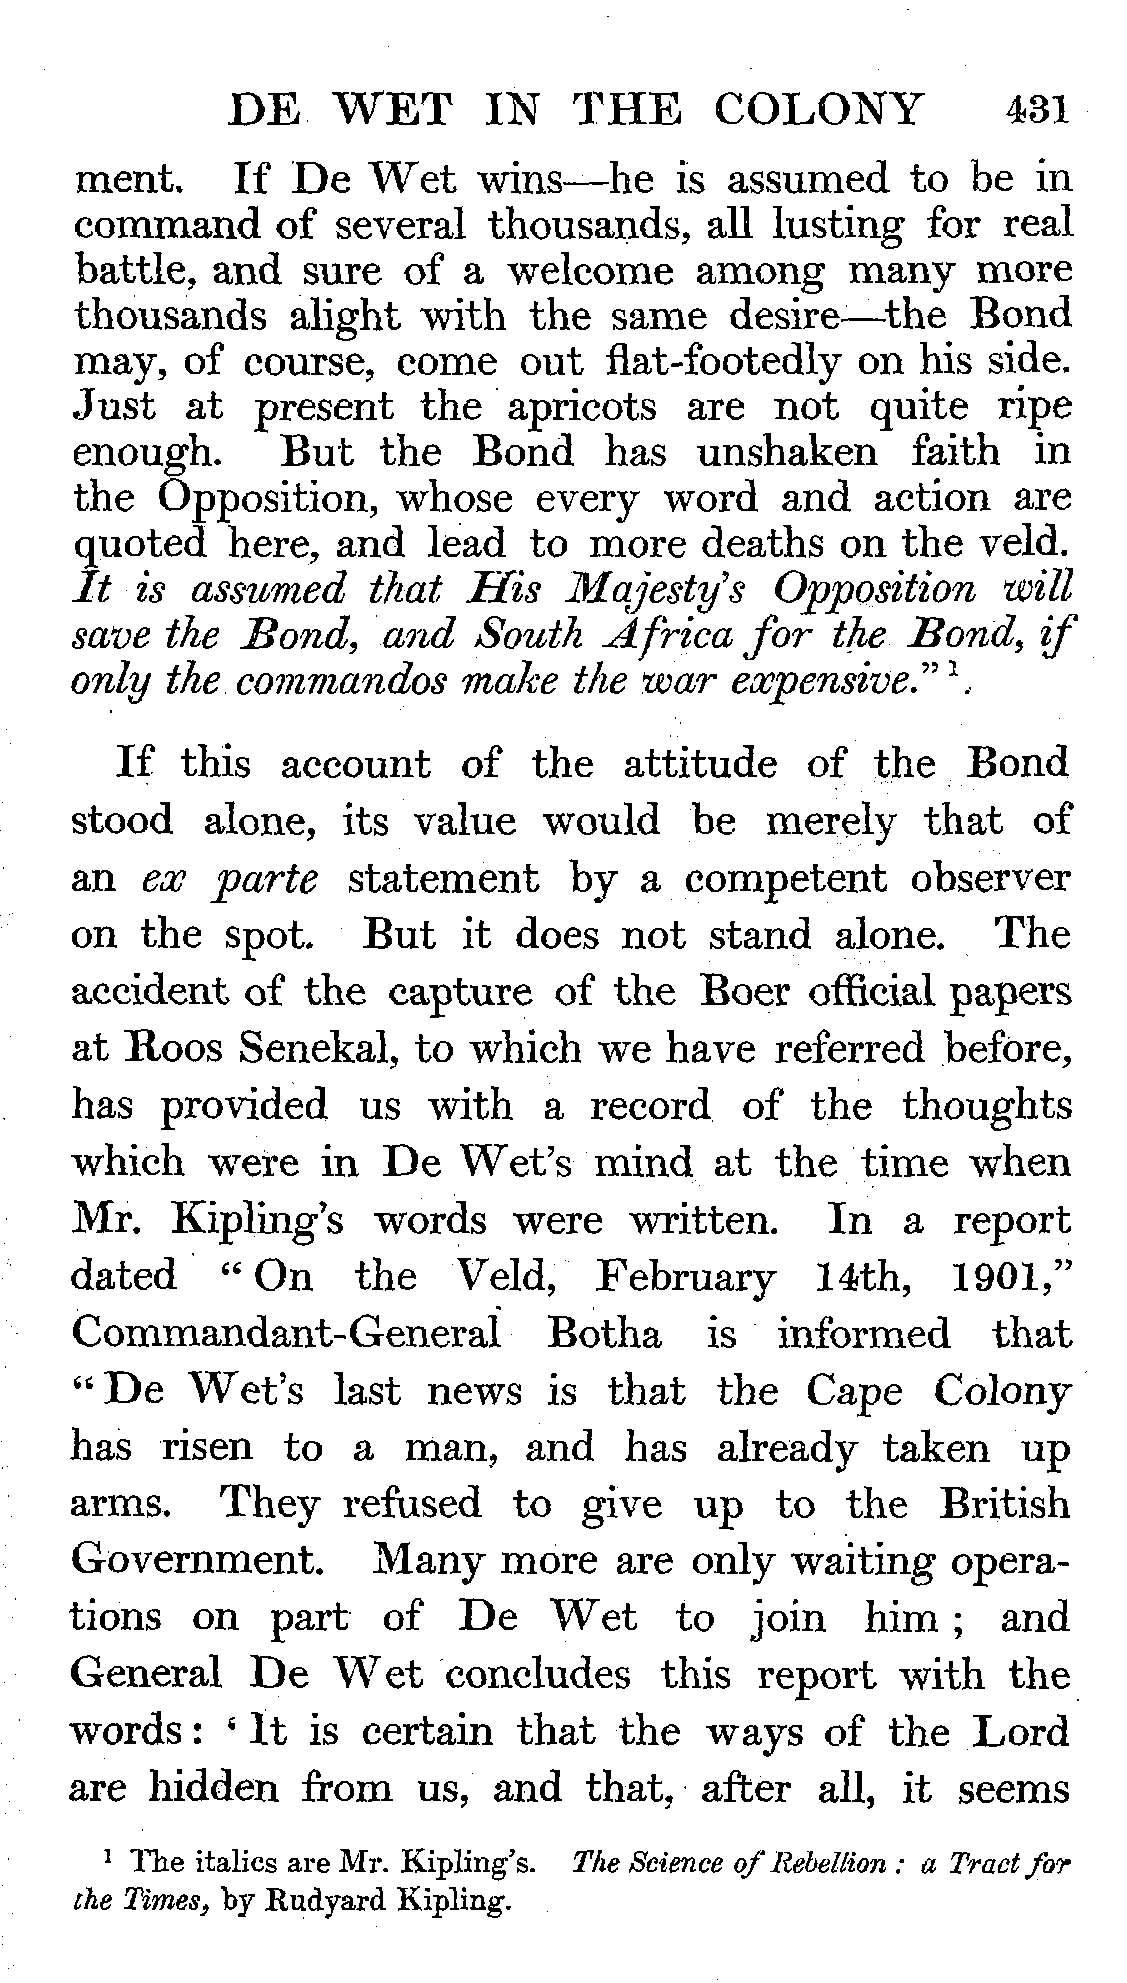 DE WET IN THE COLONY 431
ment. If De Wet wins—he is assumed to be in
command of several thousands, all lusting for real
battle, and sure of a welcome among many more
thousands alight with the same desire—the Bond
may, of course, come out flat-footedly on his side.
Just at present the apricots are not quite ripe
enough. But the Bond has unshaken faith in
the Opposition, whose every word and action are
quoted here, and lead to more deaths on the veld.
It is assumed that His Majesty's Opposition will
save the Bond, and South Africa for the Bond, if
only the commandos make the war expensive." ¹.
If this account of the attitude of the Bond
stood alone, its value would be merely that of
an ex parte statement by a competent observer
on the spot. But it does not stand alone. The
accident of the capture of the Boer official papers
at Roos Senekal, to which we have referred before,
has provided us with a record of the thoughts
which were in De Wet's mind at the time when
Mr. Kipling's words were written. In a report
dated "On the Veld, February 14th, 1901,"
Commandant-General Botha is informed that
"De Wet's last news is that the Cape Colony
has risen to a man, and has already taken up
arms. They refused to give up to the British
Government. Many more are only waiting opera-
tions on part of De Wet to join him; and
General De Wet concludes this report with the
words: 'It is certain that the ways of the Lord
are hidden from us, and that, after all, it seems
¹ The italics are Mr. Kipling's. The Science of Rebellion: a Tract for
the Times, by Rudyard Kipling.